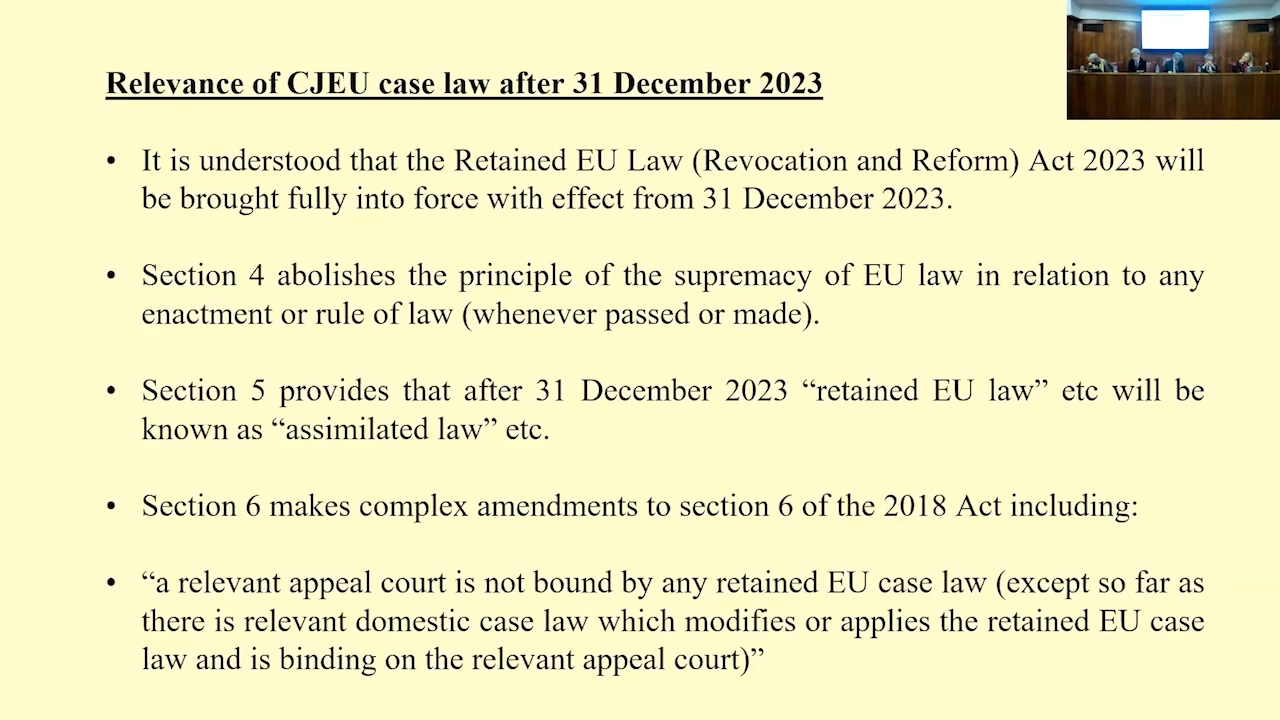 Relevance of CJEU case law after 31 December 2023
• It is understood that the Retained EU Law (Revocation and Reform) Act 2023 will
be brought fully into force with effect from 31 December 2023.
• Section 4 abolishes the principle of the supremacy of EU law in relation to any
enactment or rule of law (whenever passed or made).
• Section 5 provides that after 31 December 2023 “retained EU law” etc will be
known as “assimilated law” etc.
• Section 6 makes complex amendments to section 6 of the 2018 Act including:
• “a relevant appeal court is not bound by any retained EU case law (except so far as
there is relevant domestic case law which modifies or applies the retained EU case
law and is binding on the relevant appeal court)”